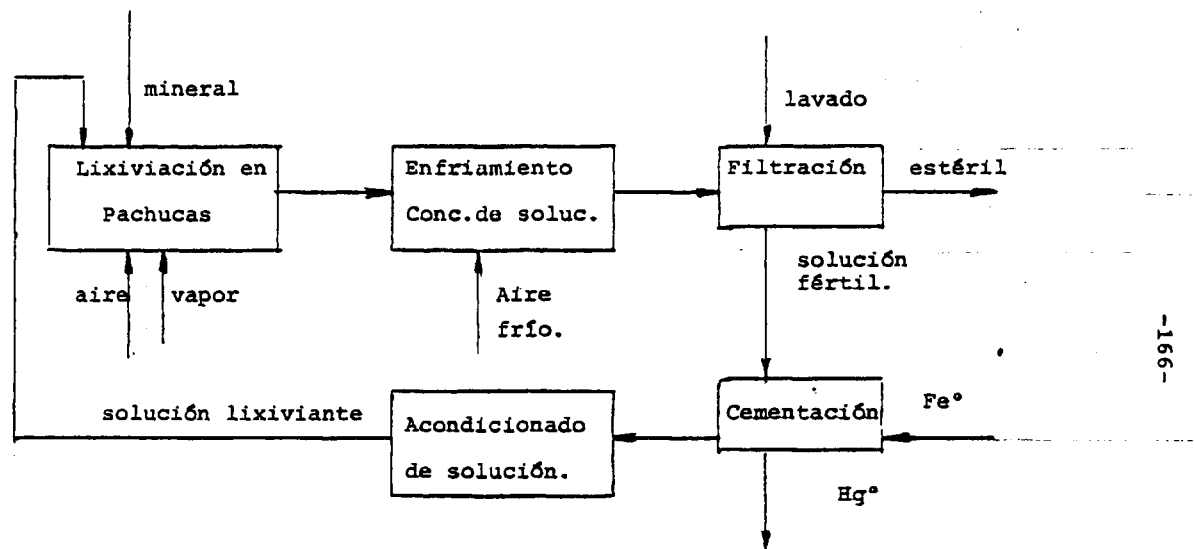 mineral
lavado
Lixiviación en
Pachucas
Enfriamiento
Conc.de soluc.
Filtración
estéril
aire
vapor
Aire
frío.
solución
fértil.
-166-
solución lixiviante
Acondicionado
de solución.
Cementación
Fe°
Hg°